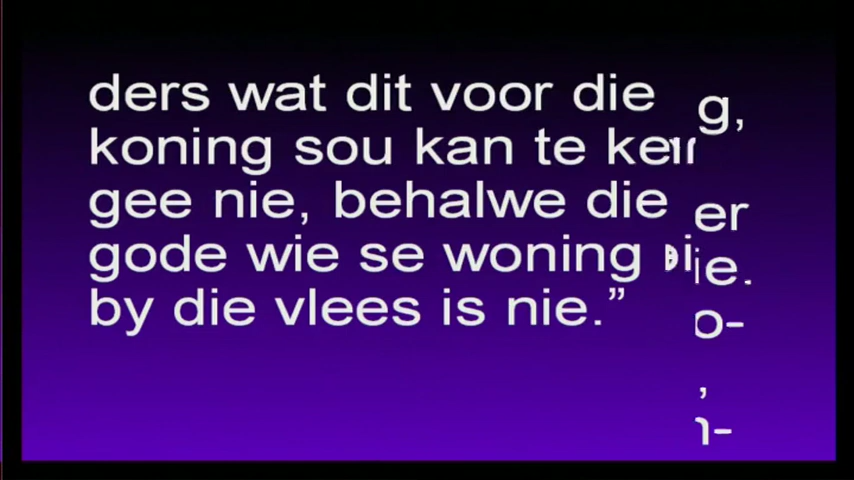 ders wat dit voor die
koning sou kan te
gee nie, behalwe die
gode wie se woning
by die vlees is nie.”